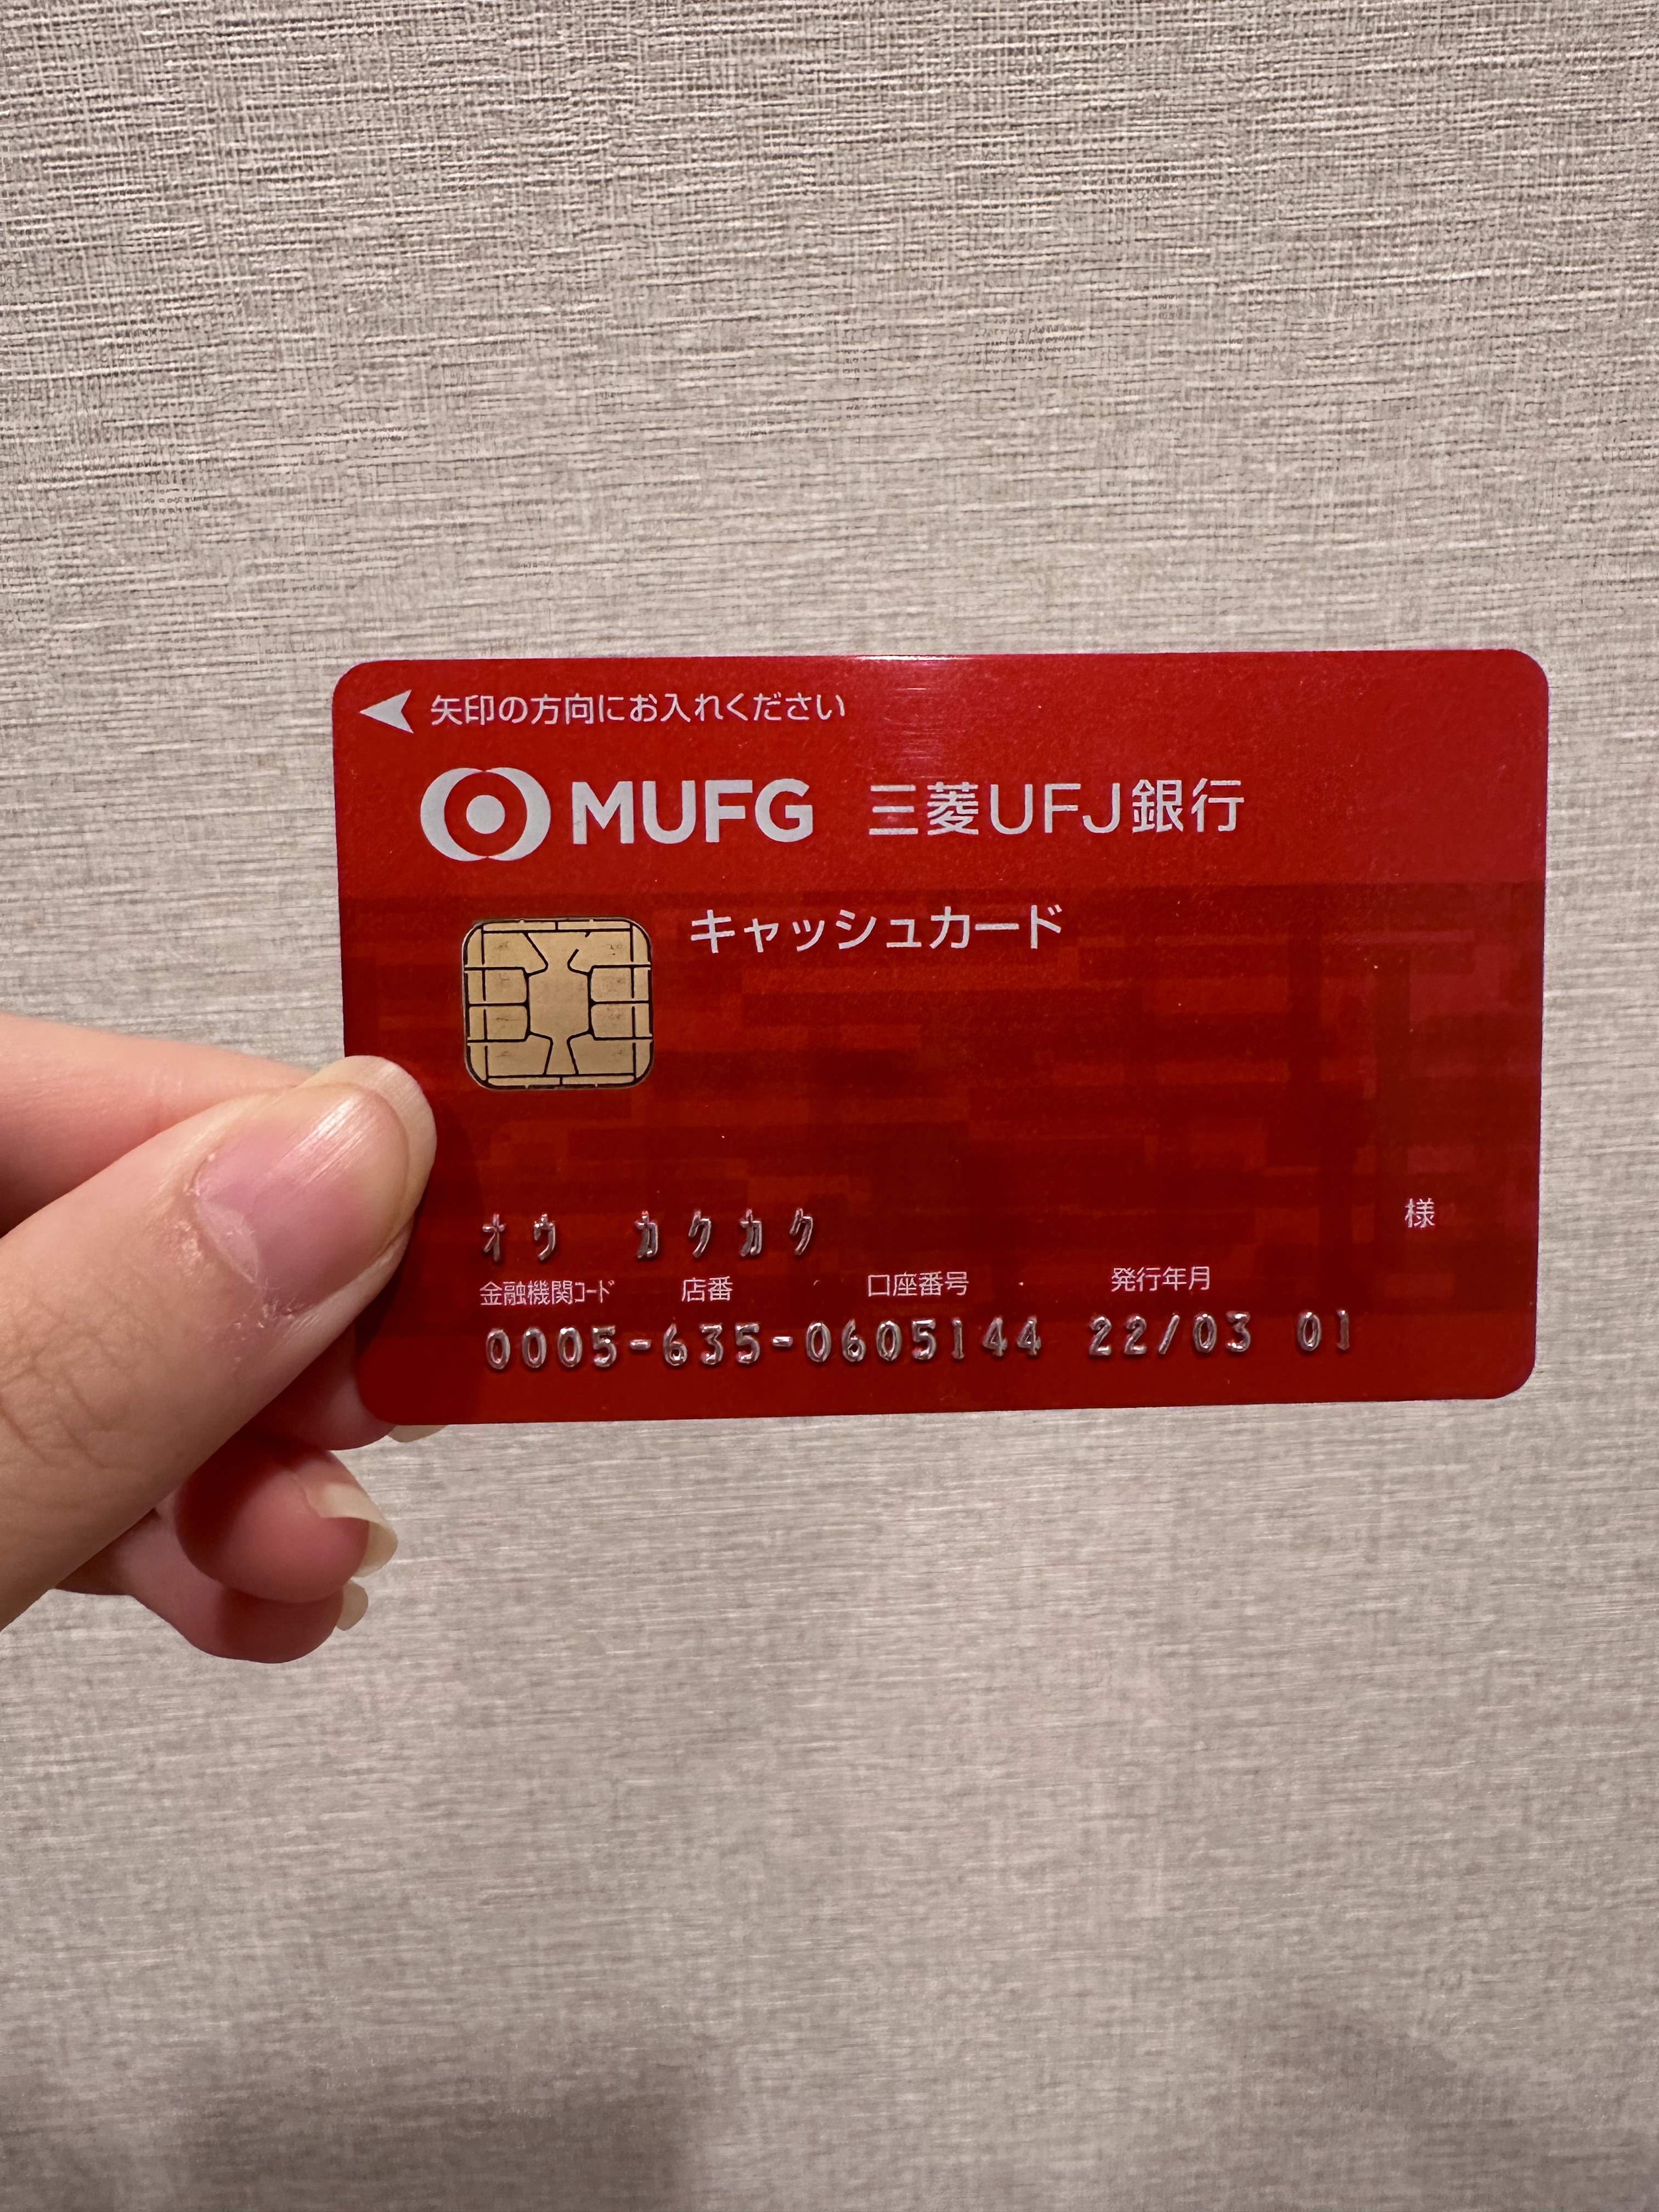 矢印の方向にお入れください
MUFG 三菱UFJ銀行
キャッシュカード
オウ カクカク 様
金融機関コード 店番 口座番号 発行年月
0005-635-0605144 22/03 01